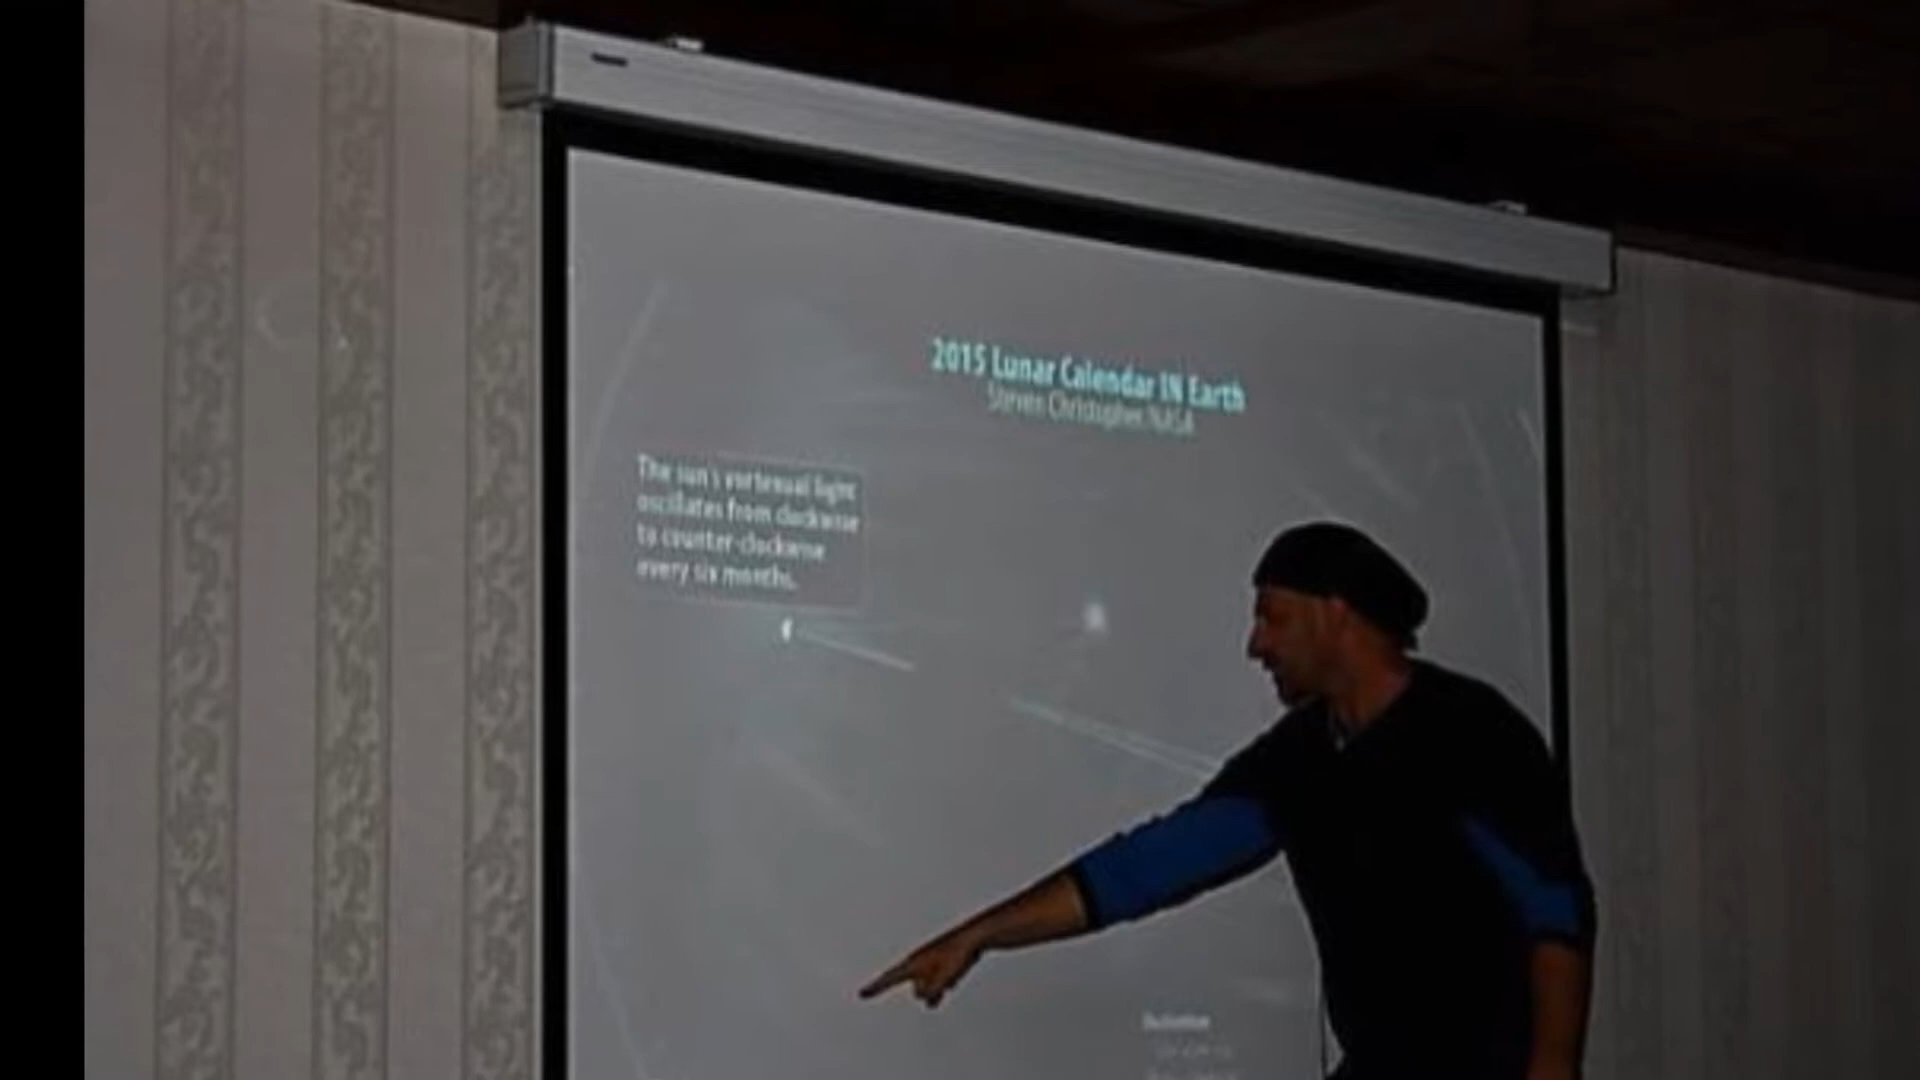 2015 Lunar Calendar IN Earth
Steven Christopher/NASA
The sun's vortexual light
oscillates from clockwise
to counter-clockwise
every six months.